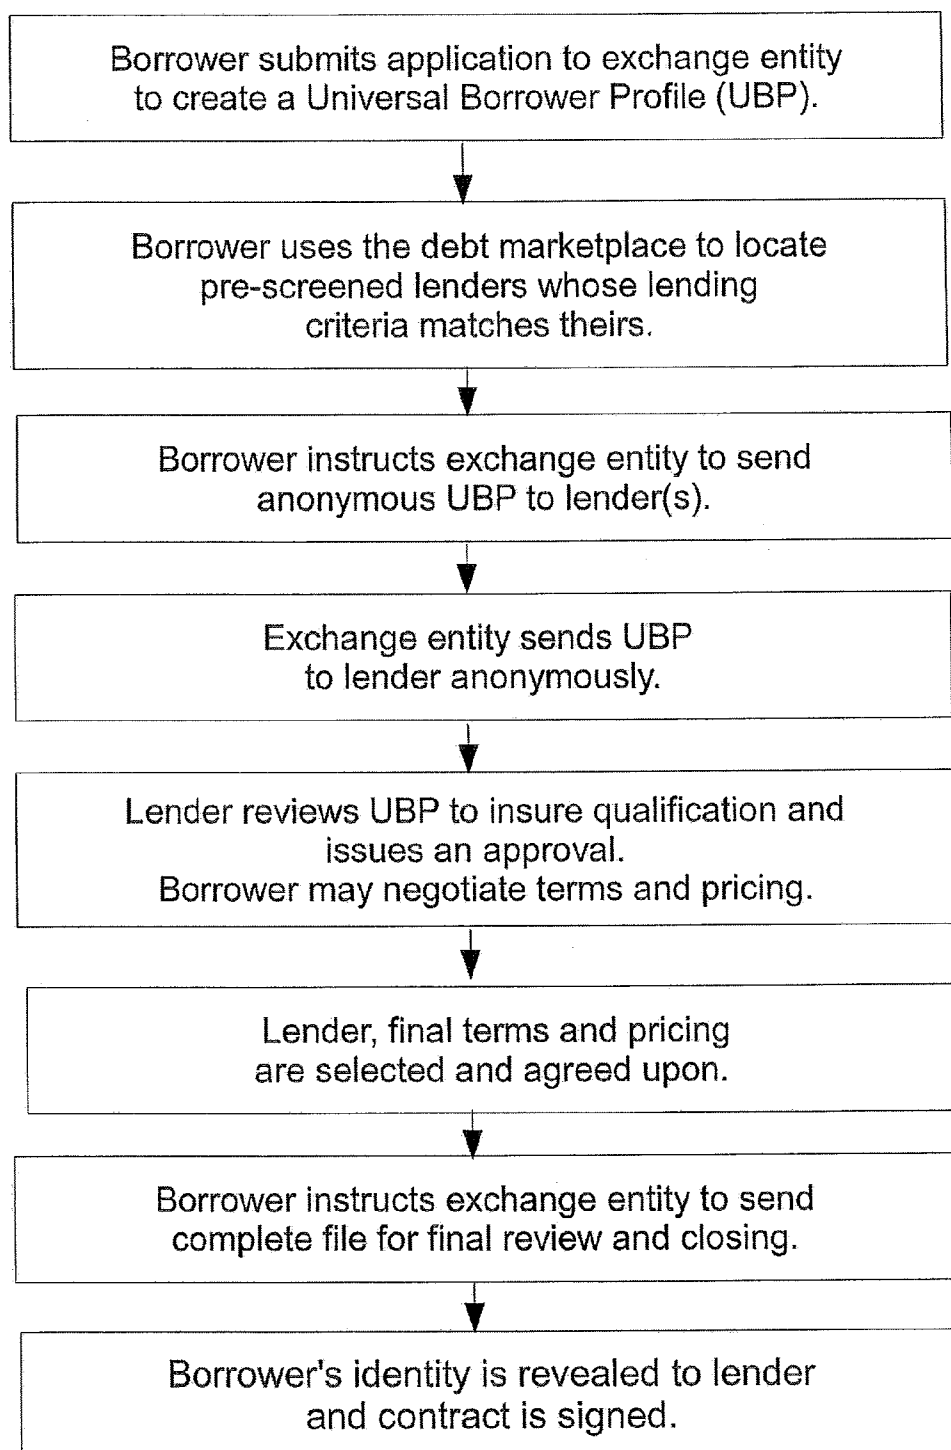 Borrower submits application to exchange entity
to create a Universal Borrower Profile (UBP).
Borrower uses the debt marketplace to locate
pre-screened lenders whose lending
criteria matches theirs.
Borrower instructs exchange entity to send
anonymous UBP to lender(s).
Exchange entity sends UBP
to lender anonymously.
Lender reviews UBP to insure qualification and
issues an approval.
Borrower may negotiate terms and pricing.
Lender, final terms and pricing
are selected and agreed upon.
Borrower instructs exchange entity to send
complete file for final review and closing.
Borrower's identity is revealed to lender
and contract is signed.